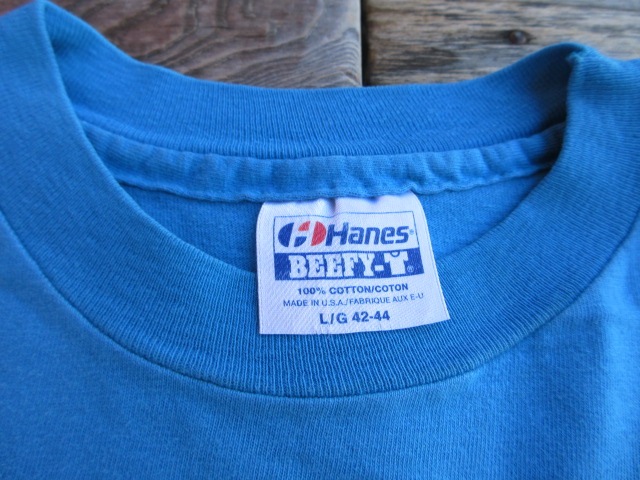 Hanes®
BEEFY-T
100% COTTON/COTON
MADE IN U.S.A./FABRIQUE AUX E-U
L/G 42-44